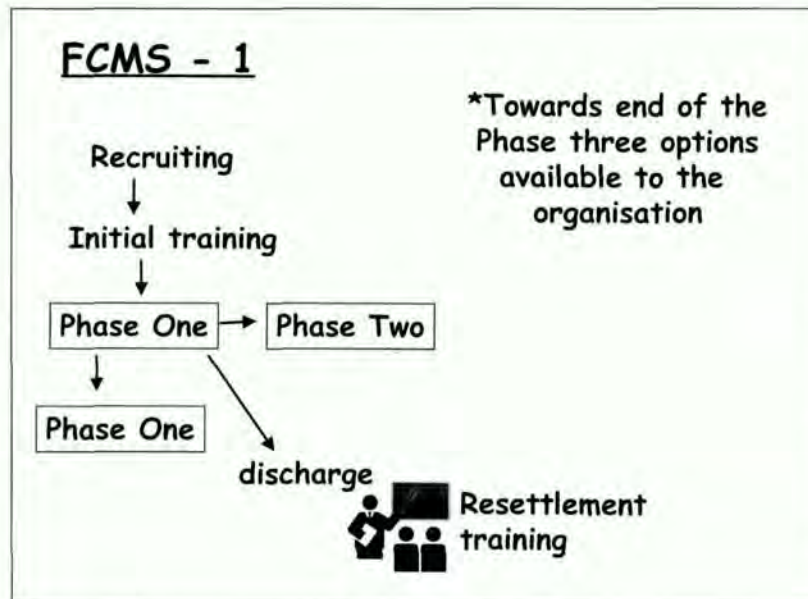 FCMS - 1
*Towards end of the
Phase three options
available to the
organisation
Recruiting
Initial training
Phase One
Phase Two
Phase One
discharge
Resettlement
training